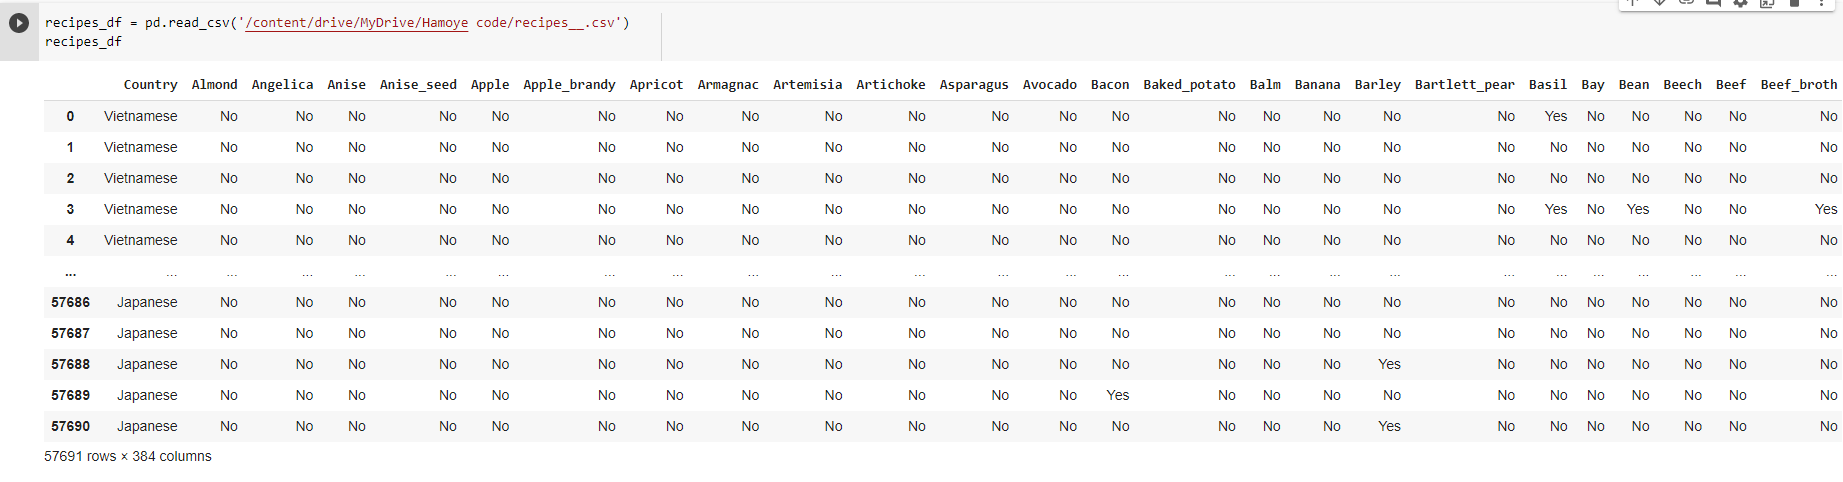 recipes_df = pd.read_csv('/content/drive/MyDrive/Hamoye code/recipes__.csv')
recipes_df
Country Almond Angelica Anise Anise_seed Apple Apple_brandy Apricot Armagnac Artemisia Artichoke Asparagus Avocado Bacon Baked_potato Balm Banana Barley Bartlett_pear Basil Bay Bean Beech Beef Beef_broth
0 Vietnamese No No No No No No No No No No No No No No No No No No Yes No No No No No
1 Vietnamese No No No No No No No No No No No No No No No No No No No No No No No No
2 Vietnamese No No No No No No No No No No No No No No No No No No No No No No No No
3 Vietnamese No No No No No No No No No No No No No No No No No No Yes No Yes No No Yes
4 Vietnamese No No No No No No No No No No No No No No No No No No No No No No No No
... ... ... ... ... ... ... ... ... ... ... ... ... ... ... ... ... ... ... ... ... ... ... ... ... ...
57686 Japanese No No No No No No No No No No No No No No No No No No No No No No No No
57687 Japanese No No No No No No No No No No No No No No No No No No No No No No No No
57688 Japanese No No No No No No No No No No No No No No No No Yes No No No No No No No
57689 Japanese No No No No No No No No No No No No Yes No No No No No No No No No No No
57690 Japanese No No No No No No No No No No No No No No No No Yes No No No No No No No
57691 rows × 384 columns